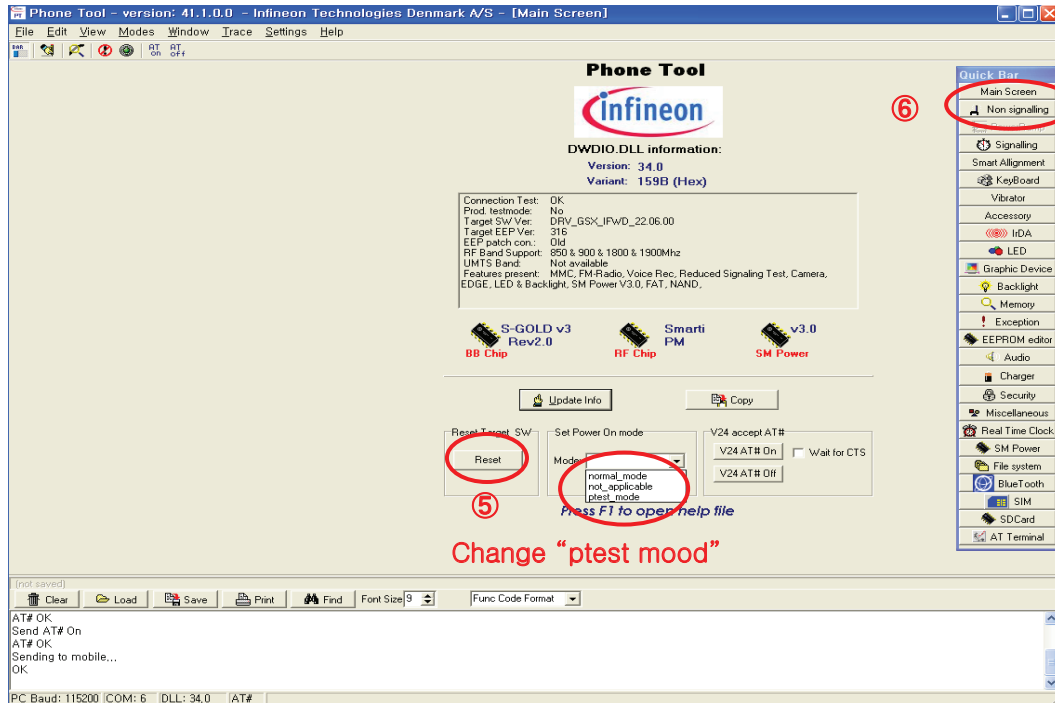 Phone Tool - version: 41.1.0.0 - Infineon Technologies Denmark A/S - [Main Screen]
File Edit View Modes Window Trace Settings Help
BAR AT on AT off
Phone Tool
infineon
DWDIO.DLL information:
Version: 34.0
Variant: 159B (Hex)
Connection Test: OK
Prod. testmode: No
Target SW Ver: DRV_GSX_IFWD_22.06.00
Target EEP Ver: 316
EEP patch con.: Old
RF Band Support: 850 & 900 & 1800 & 1900Mhz
UMTS Band: Not available
Features present: MMC, FM-Radio, Voice Rec, Reduced Signaling Test, Camera,
EDGE, LED & Backlight, SM Power V3.0, FAT, NAND,
S-GOLD v3
Rev2.0
BB Chip
Smarti
PM
RF Chip
v3.0
SM Power
Update Info
Copy
Reset Target SW
Reset
⑤
Set Power On mode
Mode:
normal_mode
not_applicable
ptest_mode
V24 accept AT#
V24 AT# On
Wait for CTS
V24 AT# Off
Press F1 to open help file
Change “ptest mood”
⑥
Quick Bar
Main Screen
Non signalling
Signalling
Smart Allignment
KeyBoard
Vibrator
Accessory
IrDA
LED
Graphic Device
Backlight
Memory
Exception
EEPROM editor
Audio
Charger
Security
Miscellaneous
Real Time Clock
SM Power
File system
BlueTooth
SIM
SDCard
AT Terminal
[not saved]
Clear Load Save Print Find Font Size 9 Func Code Format
AT# OK
Send AT# On
AT# OK
Sending to mobile...
OK
PC Baud: 115200 COM: 6 DLL: 34.0 AT#